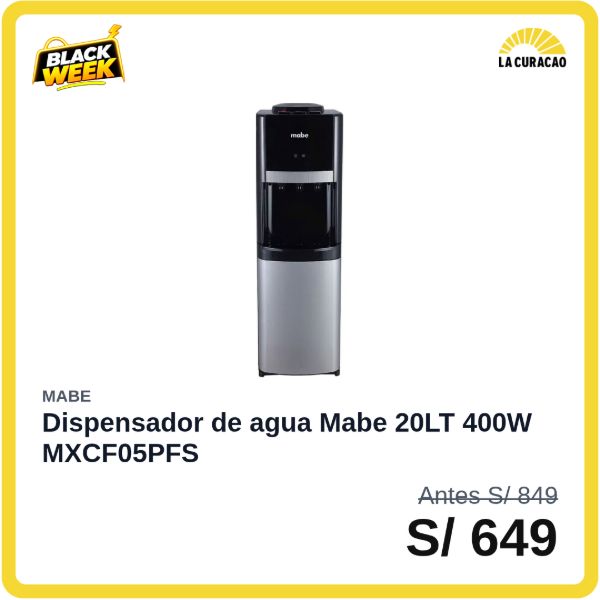 BLACK
WEEK
LA CURACAO
mabe
MABE
Dispensador de agua Mabe 20LT 400W
MXCF05PFS
Antes S/ 849
S/ 649